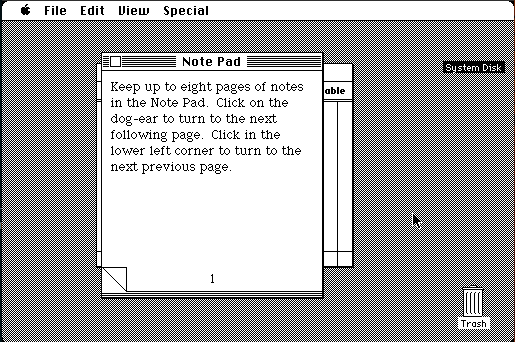 File Edit View Special
Note Pad
Keep up to eight pages of notes
in the Note Pad. Click on the
dog-ear to turn to the next
following page. Click in the
lower left corner to turn to the
next previous page.
1
able
System Disk
Trash